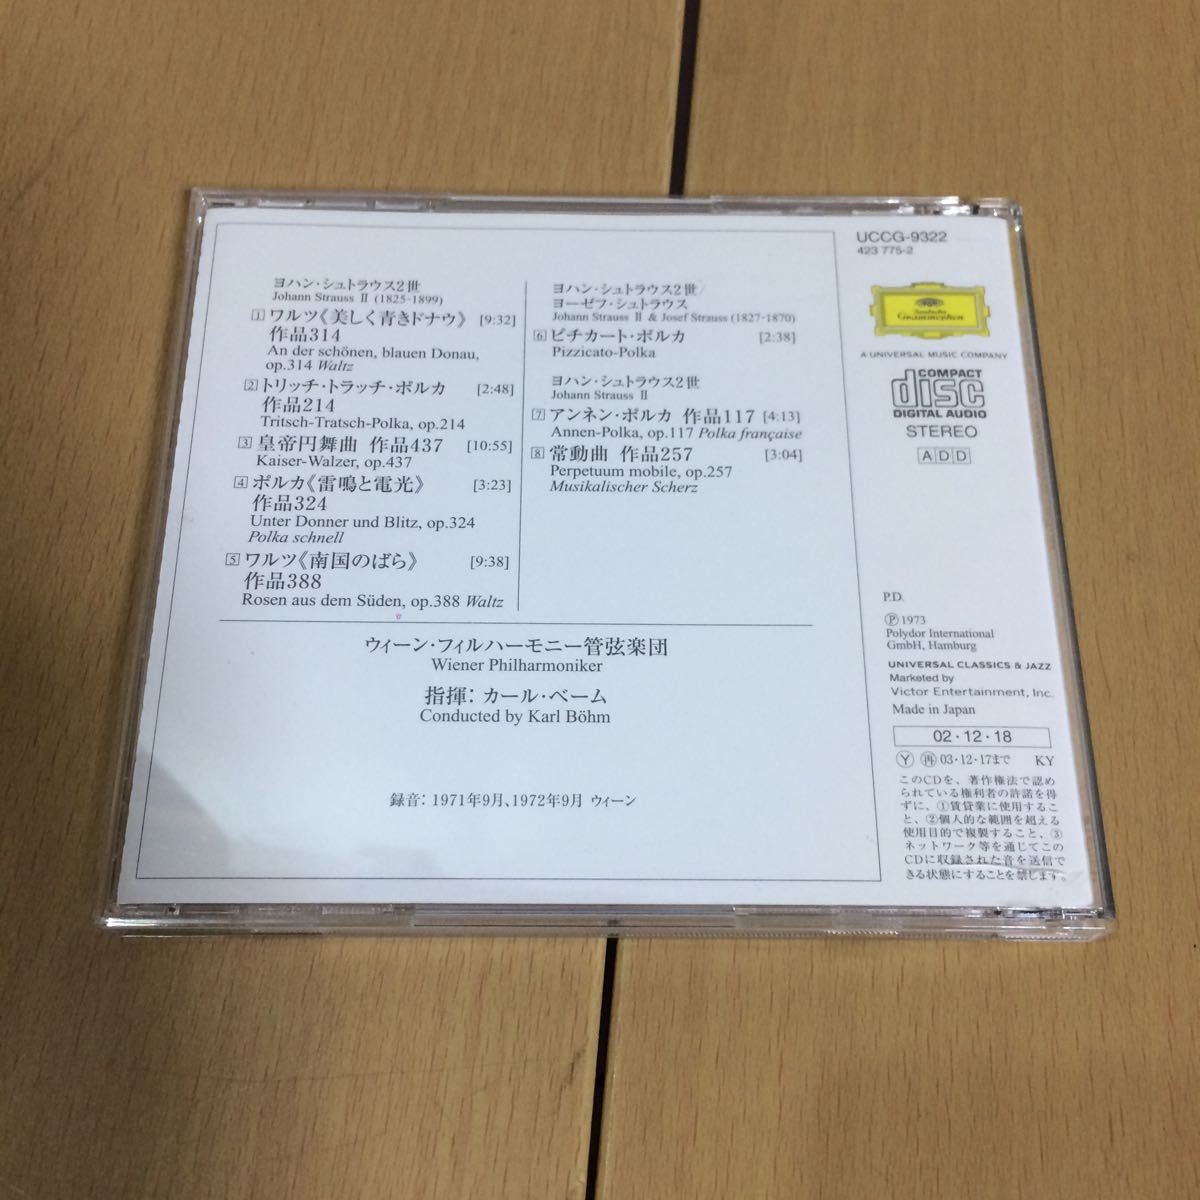 ヨハン・シュトラウス2世
Johann Strauss Ⅱ (1825-1899)
1 ワルツ《美しく青きドナウ》 [9:32]
作品314
An der schönen, blauen Donau,
op.314 Waltz
2 トリッチ・トラッチ・ポルカ [2:48]
作品214
Tritsch-Tratsch-Polka, op.214
3 皇帝円舞曲 作品437 [10:55]
Kaiser-Walzer, op.437
4 ポルカ《雷鳴と電光》 [3:23]
作品324
Unter Donner und Blitz, op.324
Polka schnell
5 ワルツ《南国のばら》 [9:38]
作品388
Rosen aus dem Süden, op.388 Waltz
ヨハン・シュトラウス2世/
ヨーゼフ・シュトラウス
Johann Strauss Ⅱ & Josef Strauss (1827-1870)
6 ピチカート・ポルカ [2:38]
Pizzicato-Polka
ヨハン・シュトラウス2世
Johann Strauss Ⅱ
7 アンネン・ポルカ 作品117 [4:13]
Annen-Polka, op.117 Polka française
8 常動曲 作品257 [3:04]
Perpetuum mobile, op.257
Musikalischer Scherz
ウィーン・フィルハーモニー管弦楽団
Wiener Philharmoniker
指揮: カール・ベーム
Conducted by Karl Böhm
録音: 1971年9月、1972年9月 ウィーン
UCCG-9322
423 775-2
Deutsche
Grammophon
A UNIVERSAL MUSIC COMPANY
COMPACT
disc
DIGITAL AUDIO
STEREO
ADD
P.D.
Ⓟ 1973
Polydor International
GmbH, Hamburg
UNIVERSAL CLASSICS & JAZZ
Marketed by
Victor Entertainment, Inc.
Made in Japan
02・12・18
Ⓨ ㊢ 03・12・17まで KY
このCDを、著作権法で認め
られている権利者の許諾を得
ずに、①賃貸業に使用するこ
と、②個人的な範囲を超える
使用目的で複製すること、③
ネットワーク等を通じてこの
CDに収録された音を送信で
きる状態にすることを禁じます。